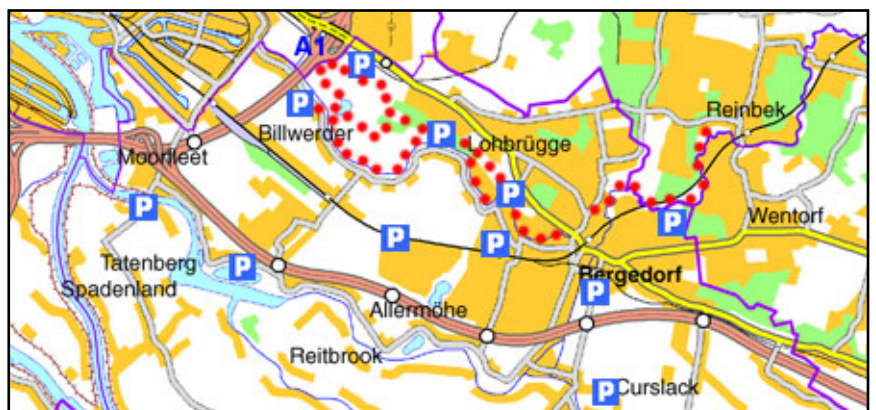 A1
P
P
Reinbek
Billwerder
P
Lohbrügge
Moorfleet
P
P
Wentorf
P
P
P
Tatenberg
P
Bergedorf
Spadenland
P
Allermöhe
Reitbrook
P
Curslack